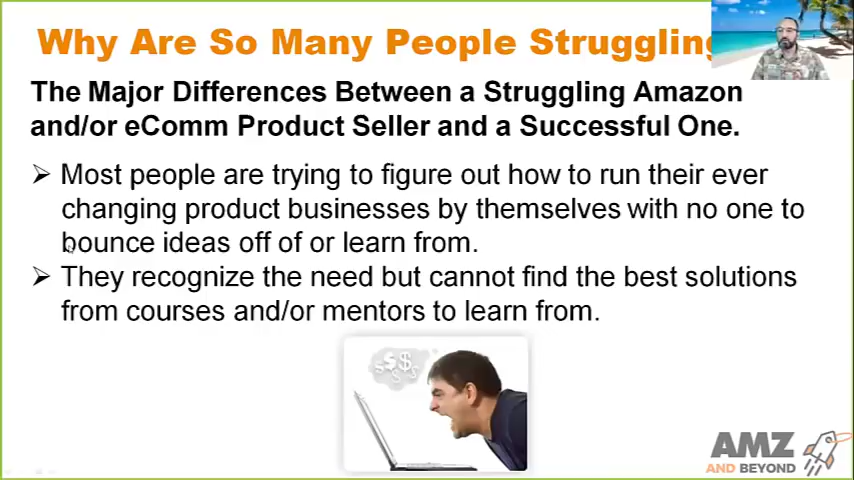 Why Are So Many People Struggling
The Major Differences Between a Struggling Amazon
and/or eComm Product Seller and a Successful One.
➢ Most people are trying to figure out how to run their ever
changing product businesses by themselves with no one to
bounce ideas off of or learn from.
➢ They recognize the need but cannot find the best solutions
from courses and/or mentors to learn from.
$$$
AMZ
AND BEYOND